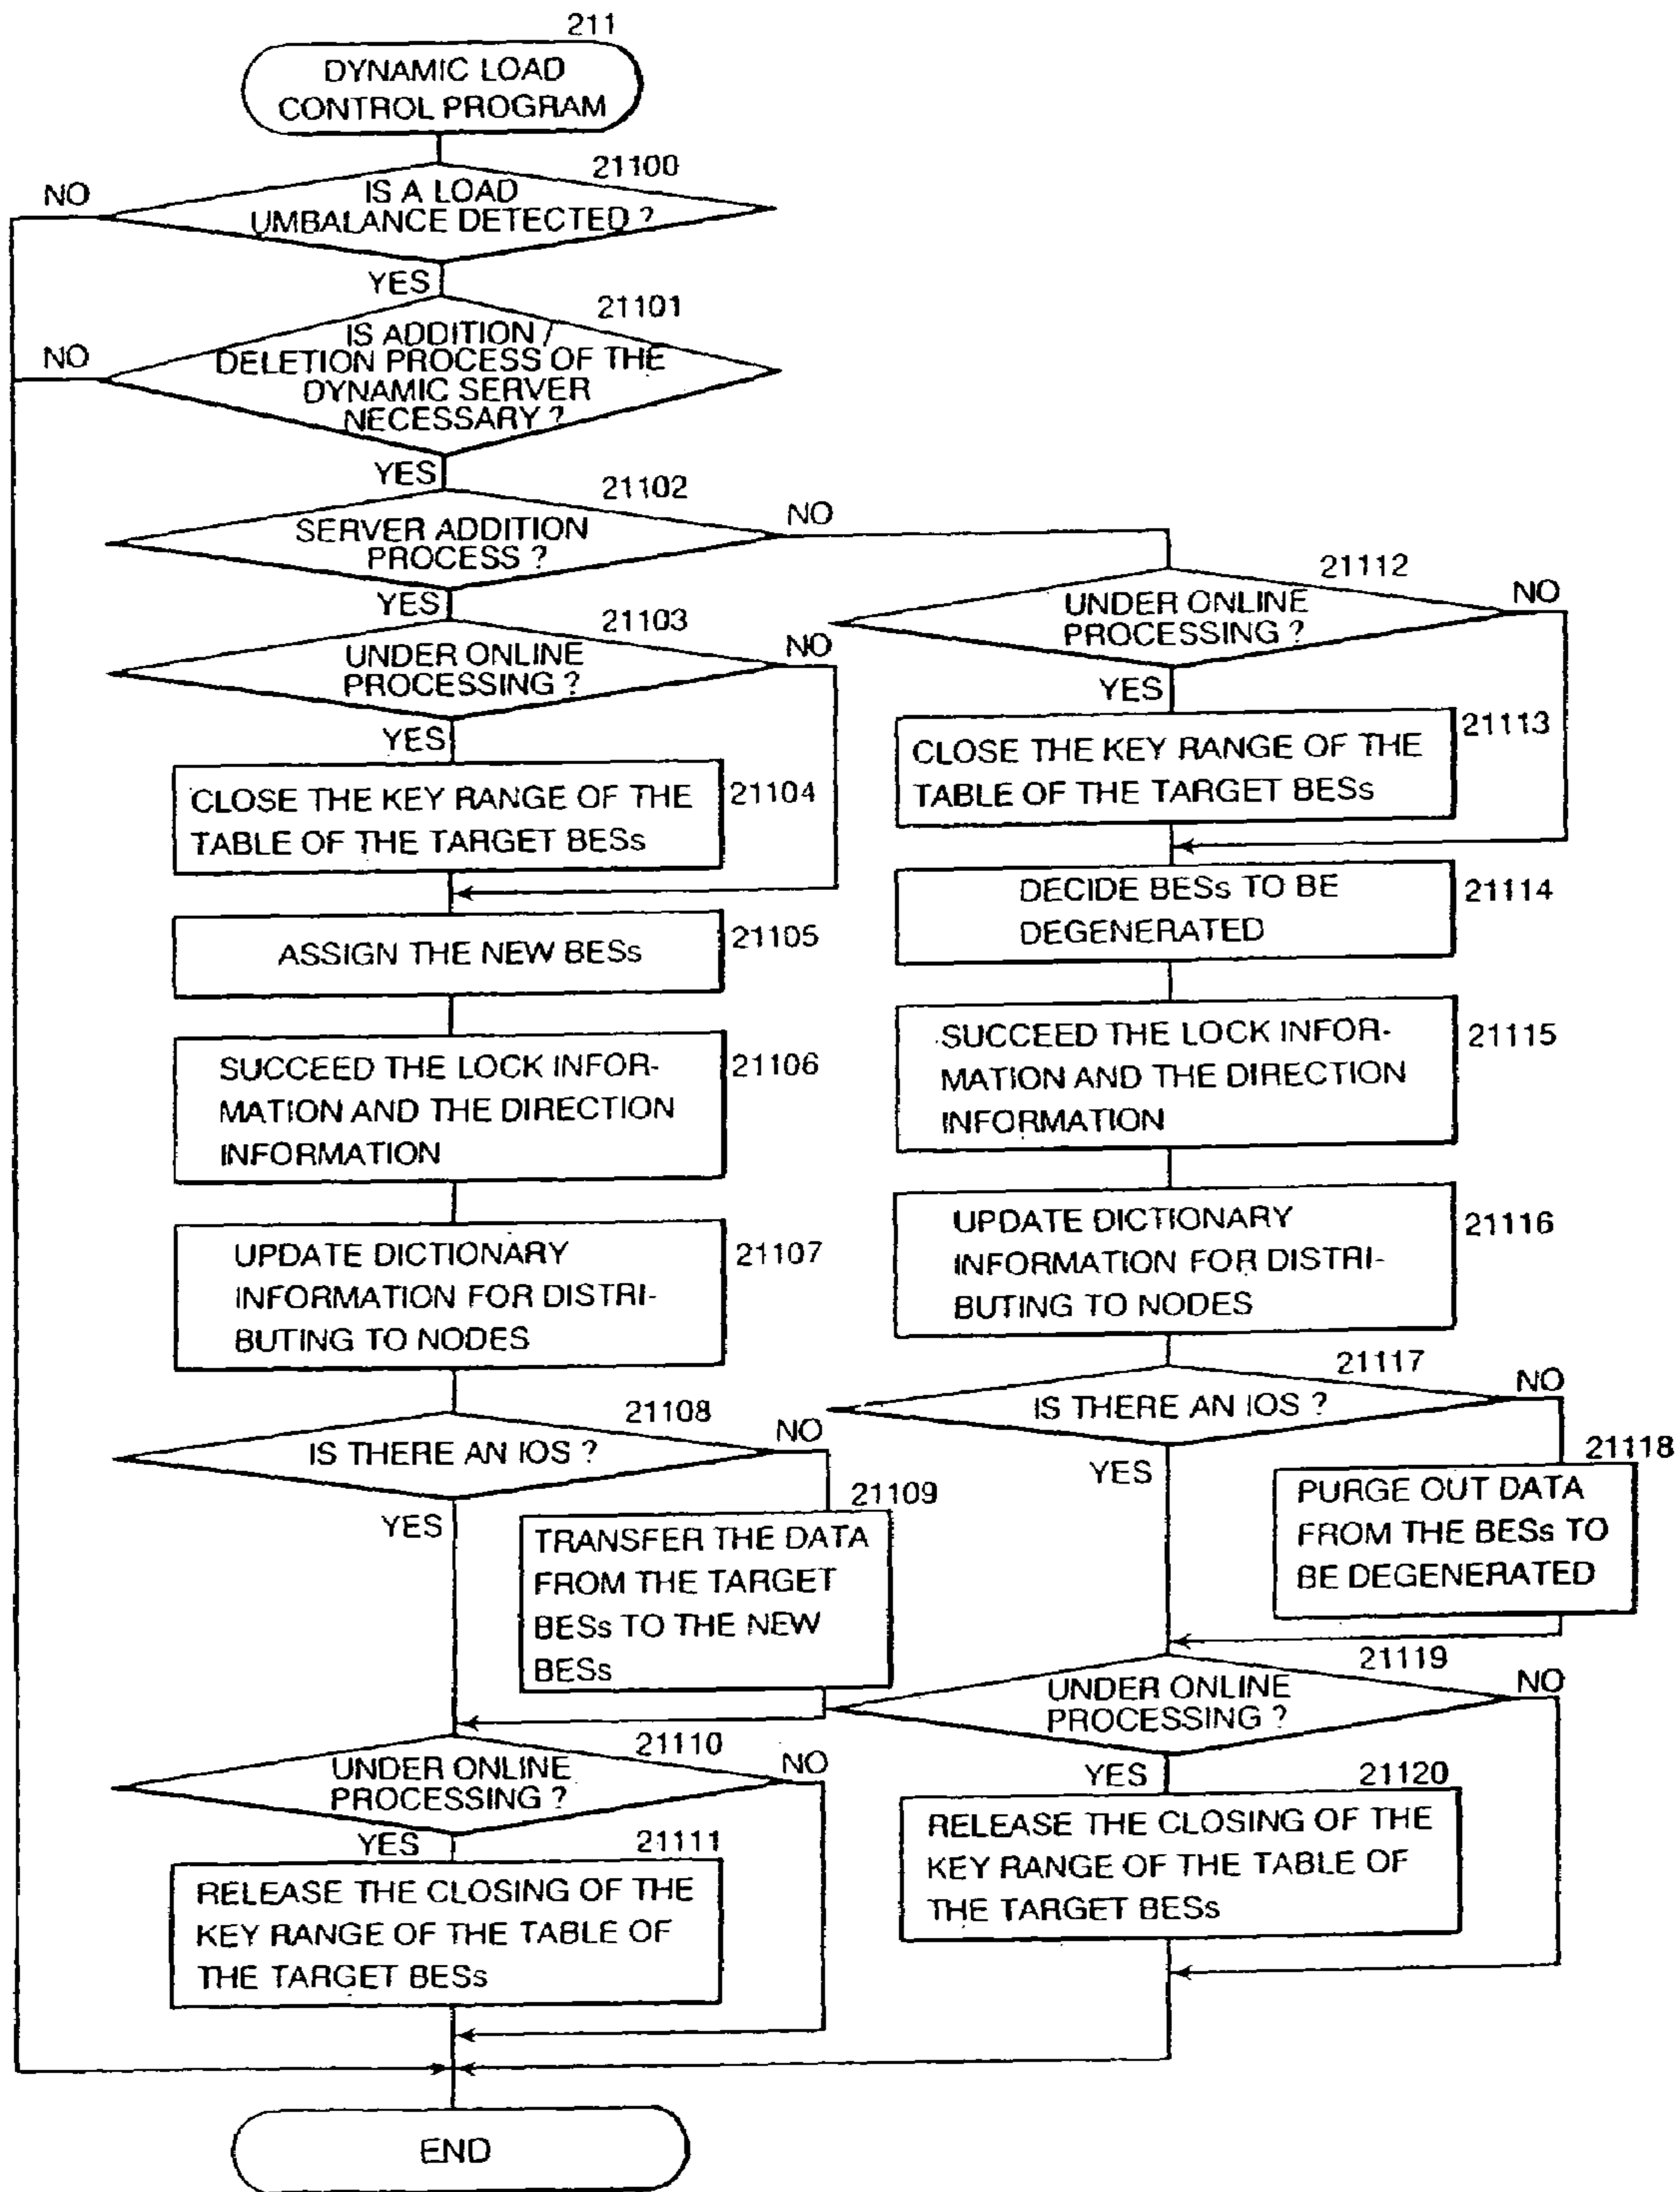 211
DYNAMIC LOAD
CONTROL PROGRAM
21100
NO
IS A LOAD
UMBALANCE DETECTED ?
YES
21101
NO
IS ADDITION /
DELETION PROCESS OF THE
DYNAMIC SERVER
NECESSARY ?
YES
21102
NO
SERVER ADDITION
PROCESS ?
YES
21103
NO
UNDER ONLINE
PROCESSING ?
YES
CLOSE THE KEY RANGE OF THE
TABLE OF THE TARGET BESs
21104
ASSIGN THE NEW BESs
21105
SUCCEED THE LOCK INFOR-
MATION AND THE DIRECTION
INFORMATION
21106
UPDATE DICTIONARY
INFORMATION FOR DISTRI-
BUTING TO NODES
21107
21108
NO
IS THERE AN IOS ?
YES
21109
TRANSFER THE DATA
FROM THE TARGET
BESs TO THE NEW
BESs
21110
NO
UNDER ONLINE
PROCESSING ?
YES
21111
RELEASE THE CLOSING OF THE
KEY RANGE OF THE TABLE OF
THE TARGET BESs
21112
NO
UNDER ONLINE
PROCESSING ?
YES
21113
CLOSE THE KEY RANGE OF THE
TABLE OF THE TARGET BESs
DECIDE BESs TO BE
DEGENERATED
21114
SUCCEED THE LOCK INFOR-
MATION AND THE DIRECTION
INFORMATION
21115
UPDATE DICTIONARY
INFORMATION FOR DISTRI-
BUTING TO NODES
21116
21117
NO
IS THERE AN IOS ?
YES
21118
PURGE OUT DATA
FROM THE BESs TO
BE DEGENERATED
21119
NO
UNDER ONLINE
PROCESSING ?
YES
21120
RELEASE THE CLOSING OF THE
KEY RANGE OF THE TABLE OF
THE TARGET BESs
END